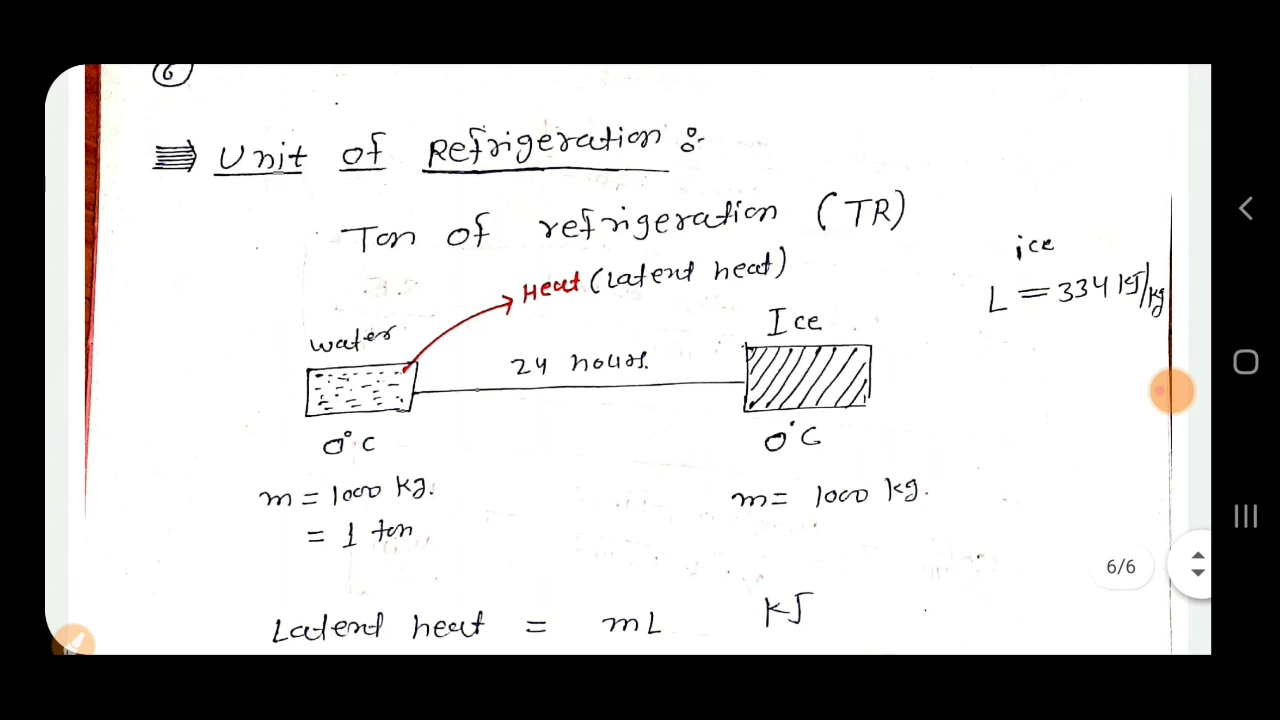 6
Unit of Refrigeration :-
Ton of refrigeration (TR)
Heat (Latent heat)
ice
L = 334 kJ/kg
water
24 hours.
Ice
0°C
0°C
m = 1000 kg.
= 1 ton
m = 1000 kg.
6/6
Latent heat = mL kJ